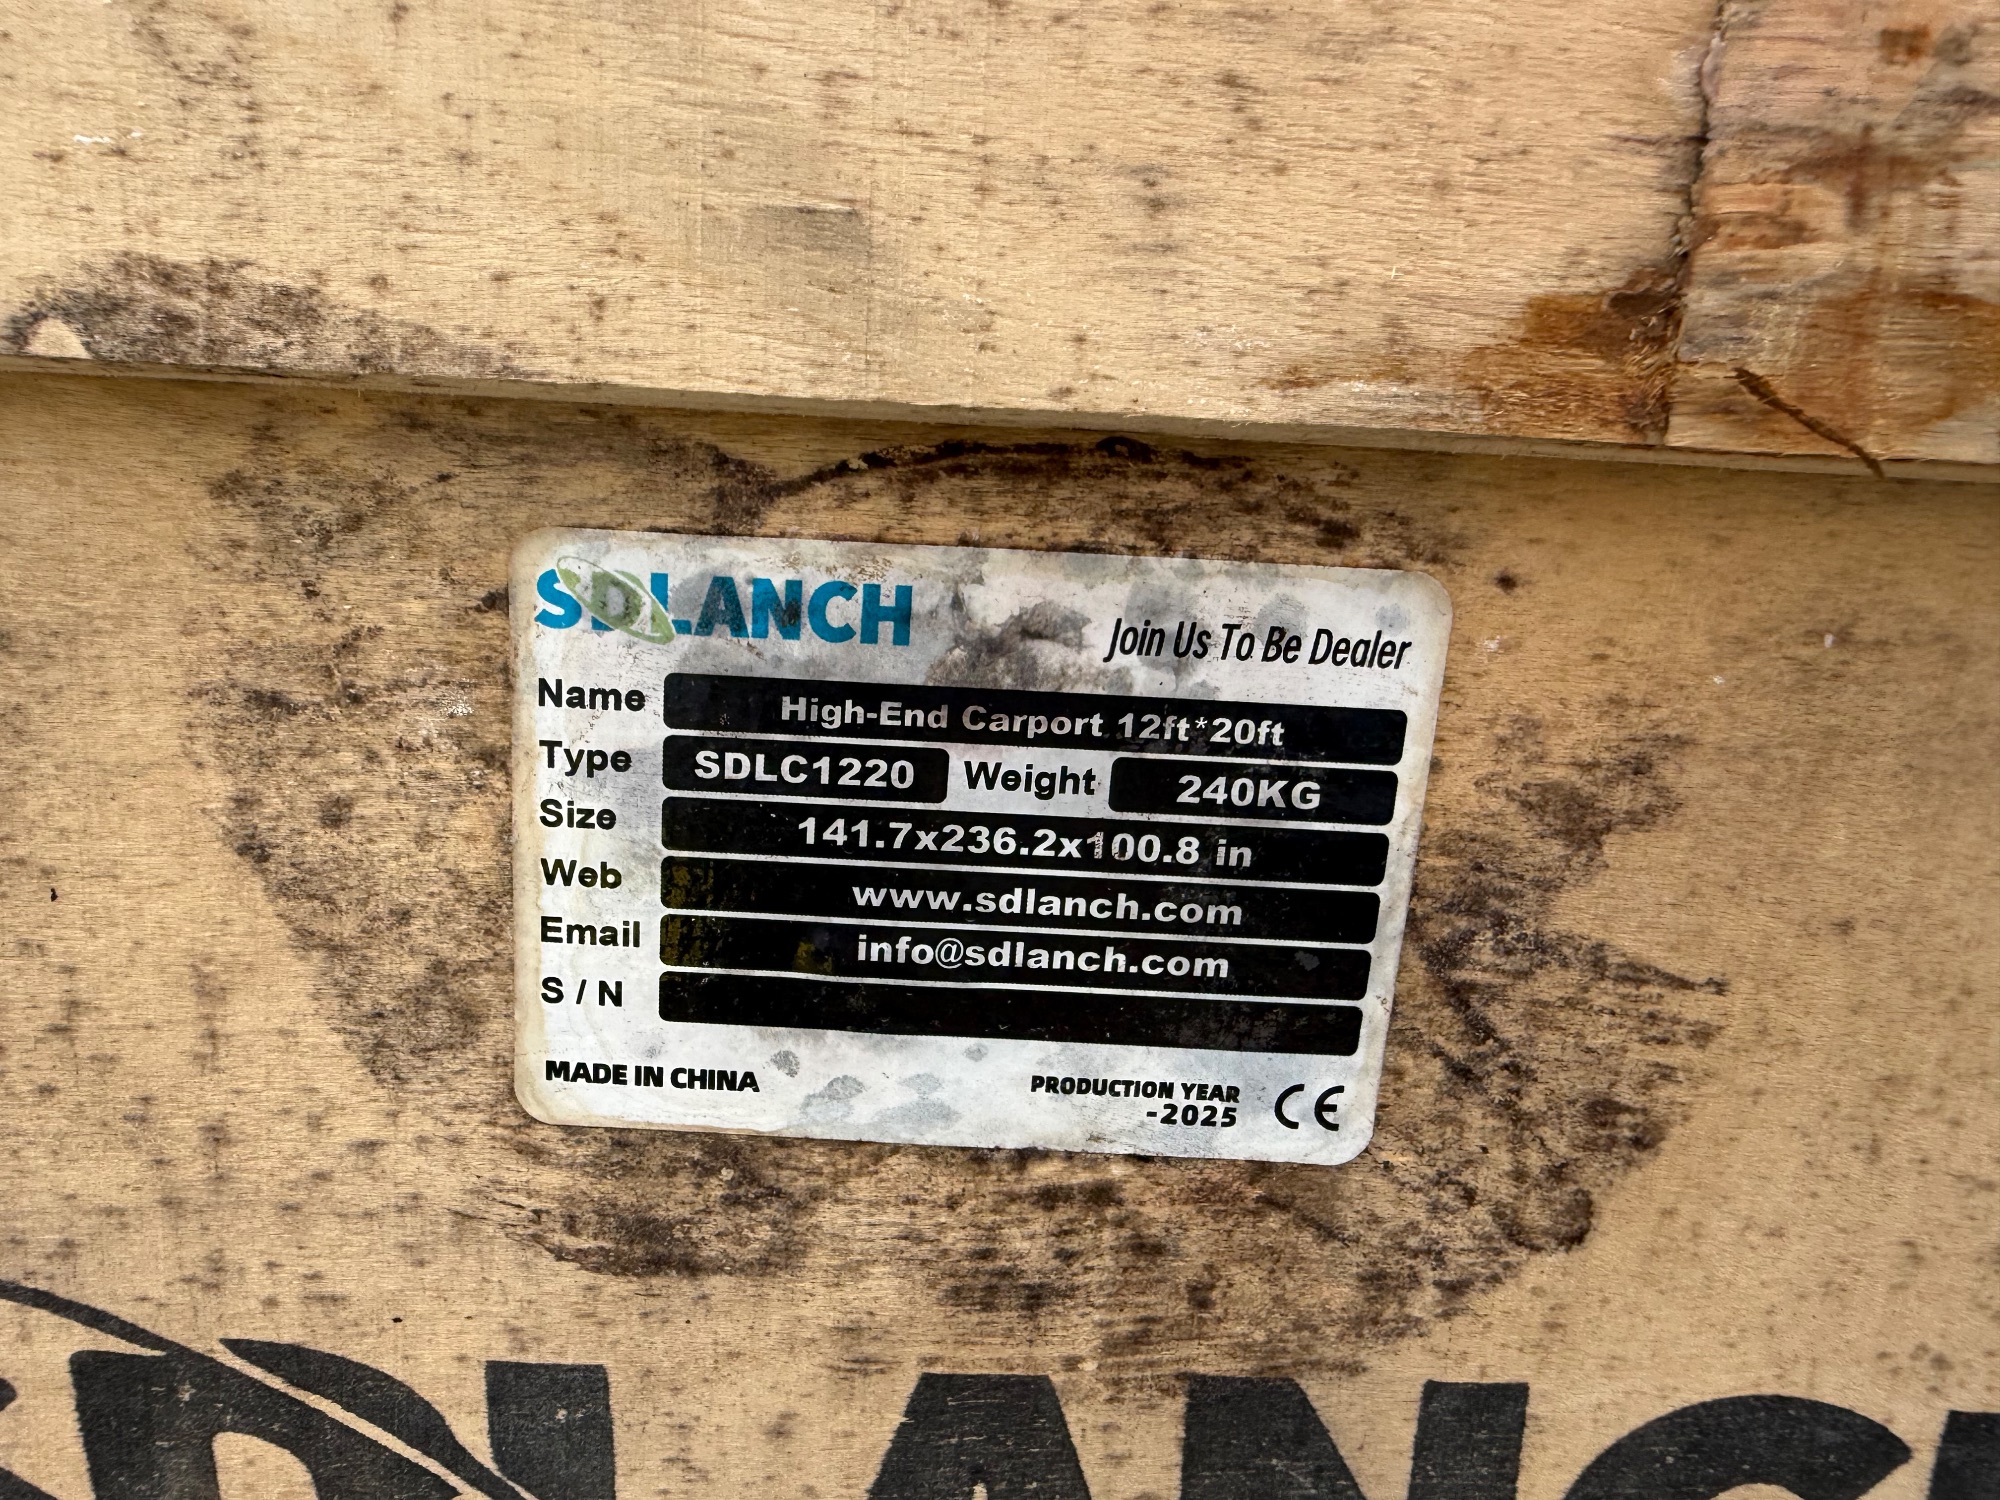 SDLANCH
Join Us To Be Dealer
Name High-End Carport 12ft*20ft
Type SDLC1220 Weight 240KG
Size 141.7x236.2x100.8 in
Web www.sdlanch.com
Email info@sdlanch.com
S / N
MADE IN CHINA
PRODUCTION YEAR
-2025 CE
SDLANCH